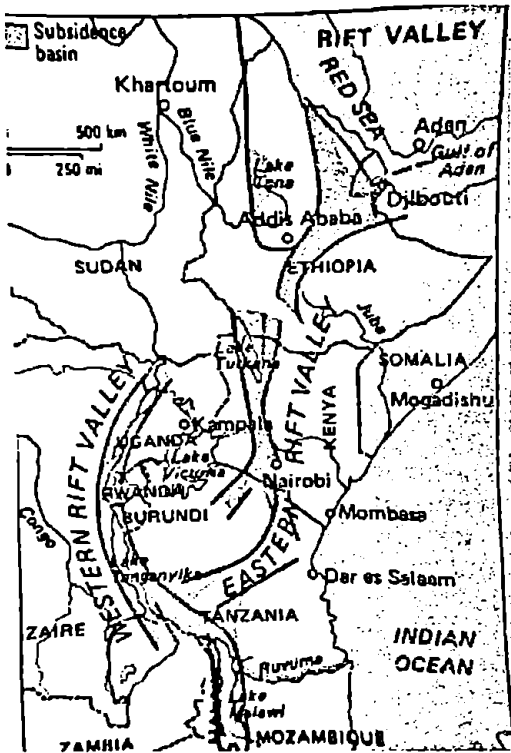 Subsidence
basin
RIFT VALLEY
RED SEA
Khartoum
Blue Nile
White Nile
500 km
250 mi
Aden
Gulf of
Aden
Lake
Tana
Djibouti
Addis Ababa
SUDAN
ETHIOPIA
Juba
Lake
Turkana
SOMALIA
Mogadishu
WESTERN RIFT VALLEY
EASTERN RIFT VALLE
KENYA
Kampala
UGANDA
Lake
Victoria
Nairobi
RWANDA
BURUNDI
Congo
Mombasa
Lake
Tanganyika
Dar es Salaam
TANZANIA
ZAIRE
INDIAN
OCEAN
Ruvuma
Lake
Malawi
ZAMBIA
MOZAMBIQUE